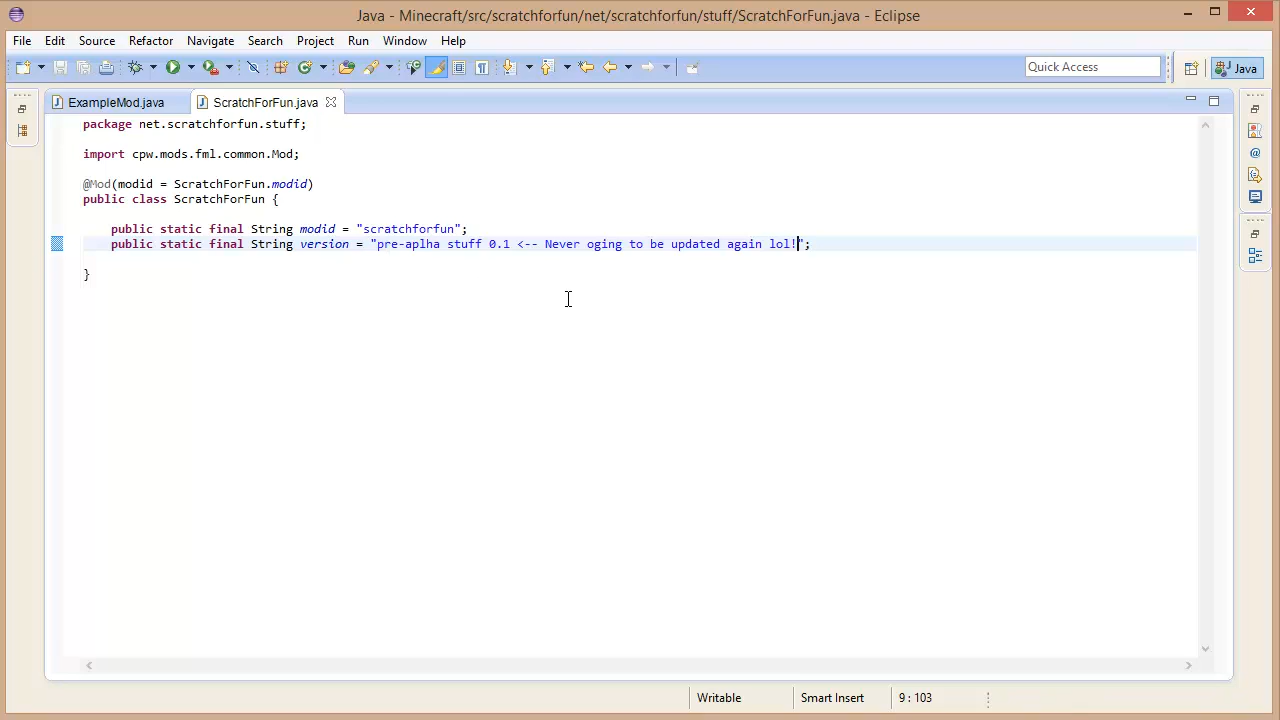 Java - Minecraft/src/scratchforfun/net/scratchforfun/stuff/ScratchForFun.java - Eclipse
File Edit Source Refactor Navigate Search Project Run Window Help
Quick Access
Java
ExampleMod.java
ScratchForFun.java
package net.scratchforfun.stuff;
import cpw.mods.fml.common.Mod;
@Mod(modid = ScratchForFun.modid)
public class ScratchForFun {
public static final String modid = "scratchforfun";
public static final String version = "pre-aplha stuff 0.1 <-- Never oging to be updated again lol!";
}
Writable
Smart Insert
9 : 103